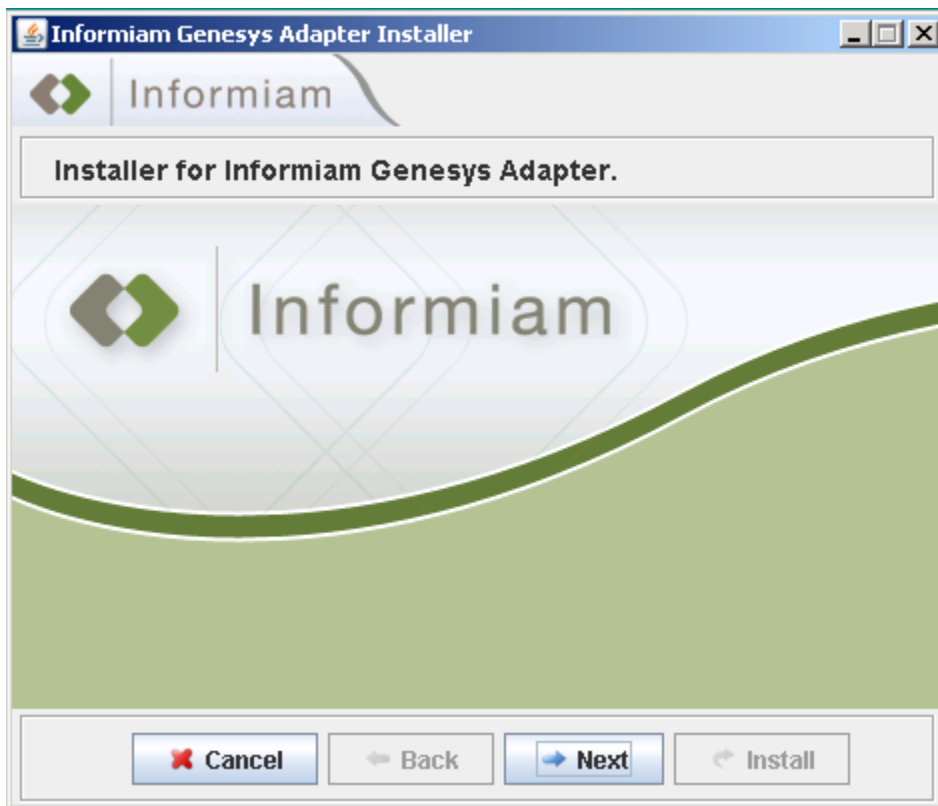 Informiam Genesys Adapter Installer
Informiam
Installer for Informiam Genesys Adapter.
Informiam
Cancel Back Next Install